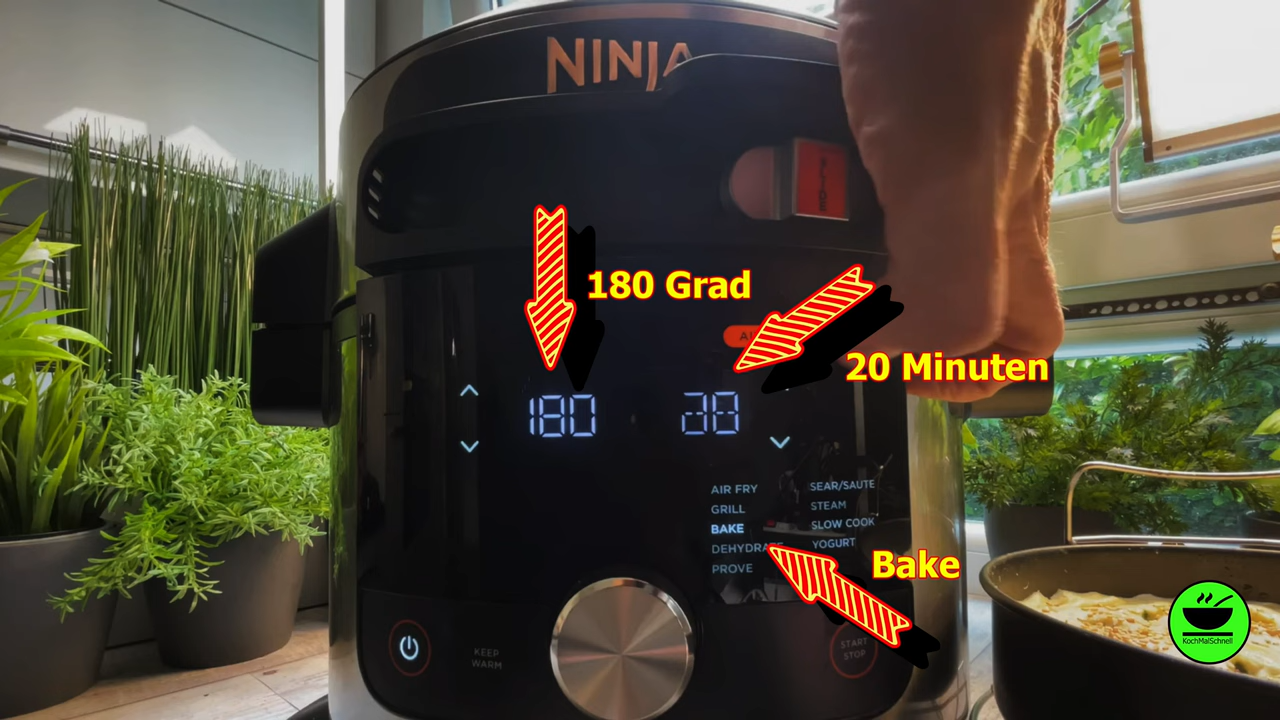 NINJA
180 Grad
20 Minuten
180
AIR FRY
GRILL
BAKE
DEHYDRATE
PROVE
SEAR/SAUTE
STEAM
SLOW COOK
YOGURT
Bake
KEEP
WARM
START
STOP
KochMalSchnell